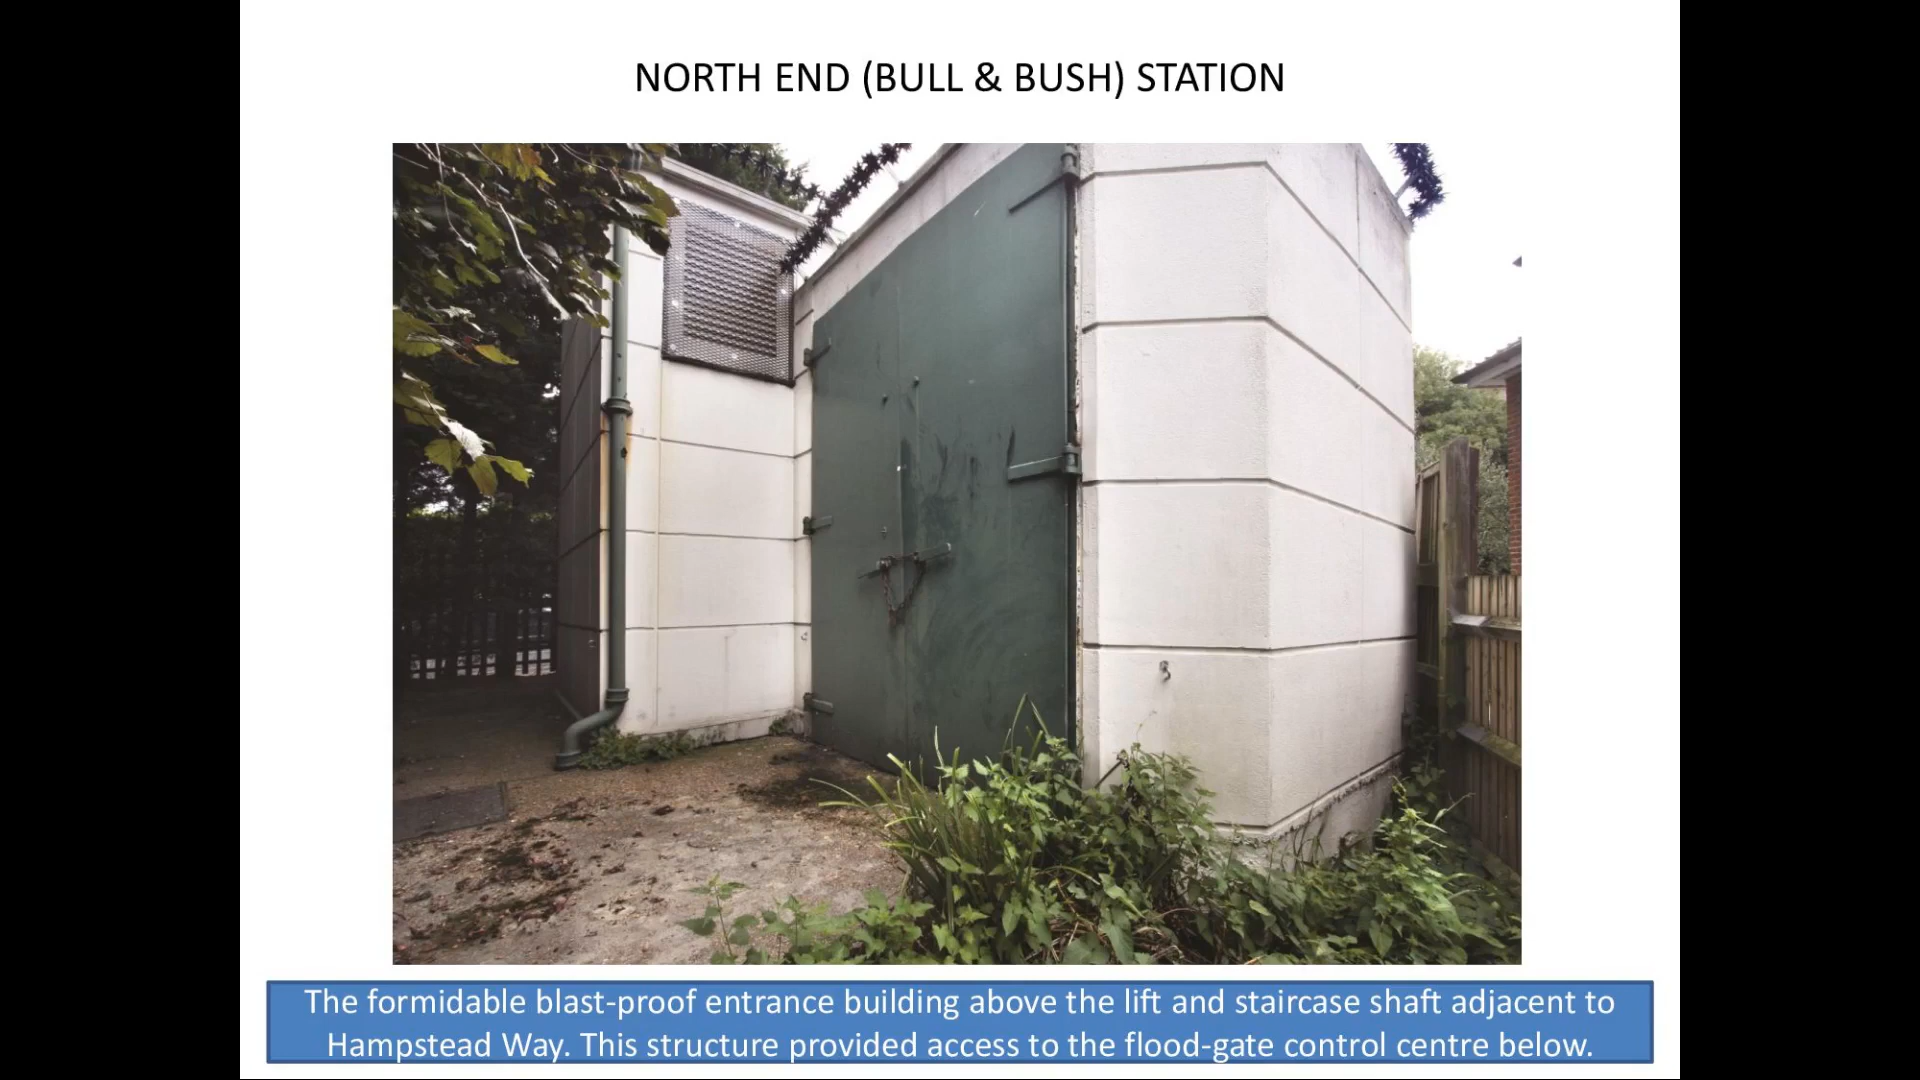 NORTH END (BULL & BUSH) STATION
The formidable blast-proof entrance building above the lift and staircase shaft adjacent to
Hampstead Way. This structure provided access to the flood-gate control centre below.